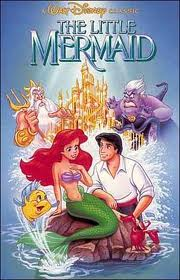 A WALT DISNEY CLASSIC
THE LITTLE
MERMAID